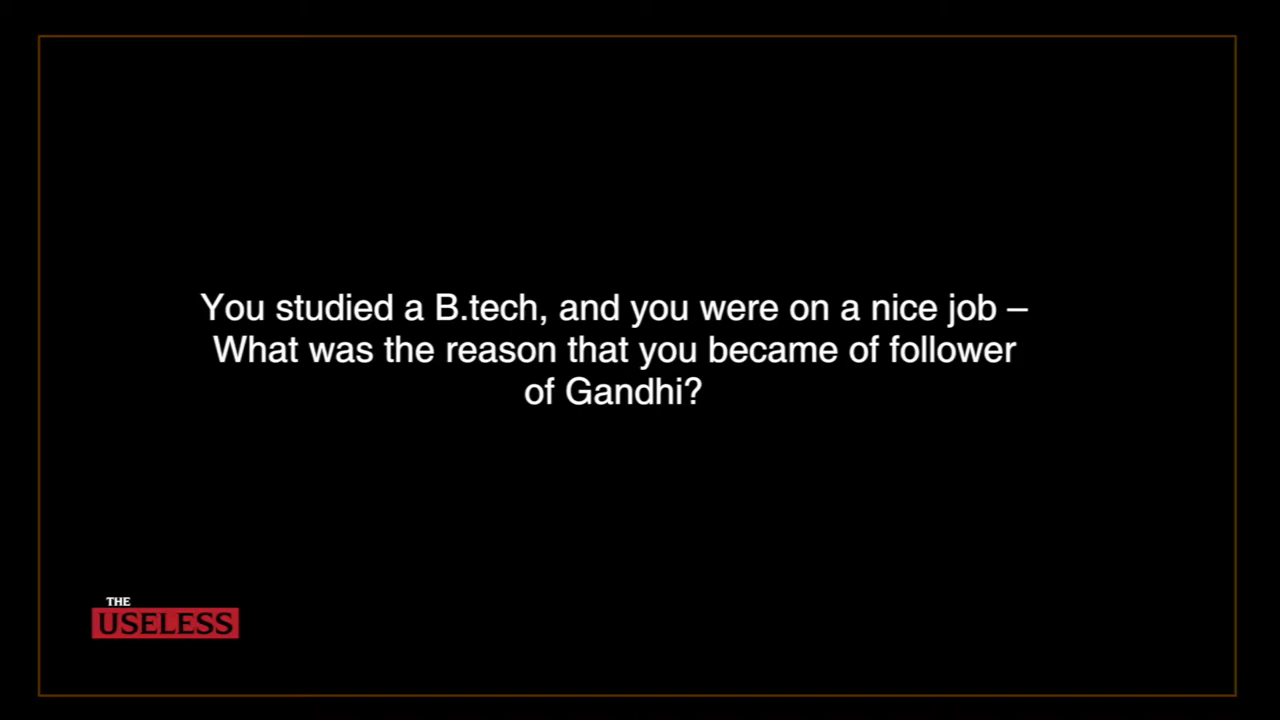 You studied a B.tech, and you were on a nice job –
What was the reason that you became of follower
of Gandhi?
THE
USELESS